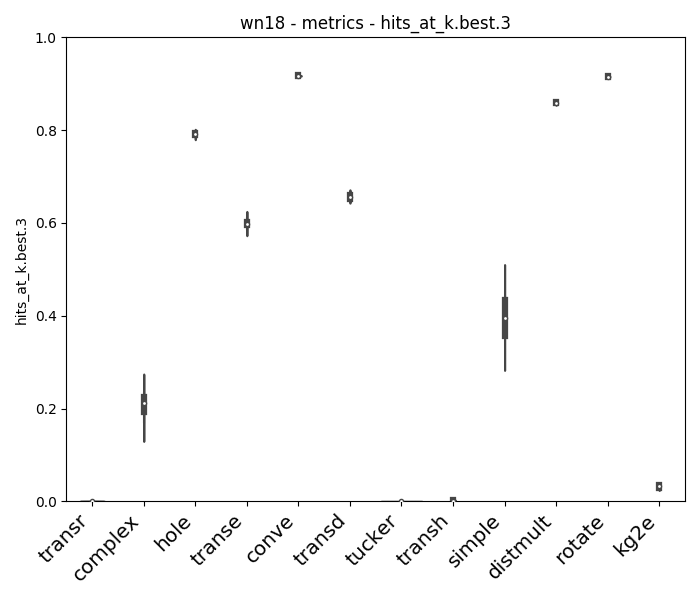 wn18 - metrics - hits_at_k.best.3
hits_at_k.best.3
1.0
0.8
0.6
0.4
0.2
0.0
transr
complex
hole
transe
conve
transd
tucker
transh
simple
distmult
rotate
kg2e